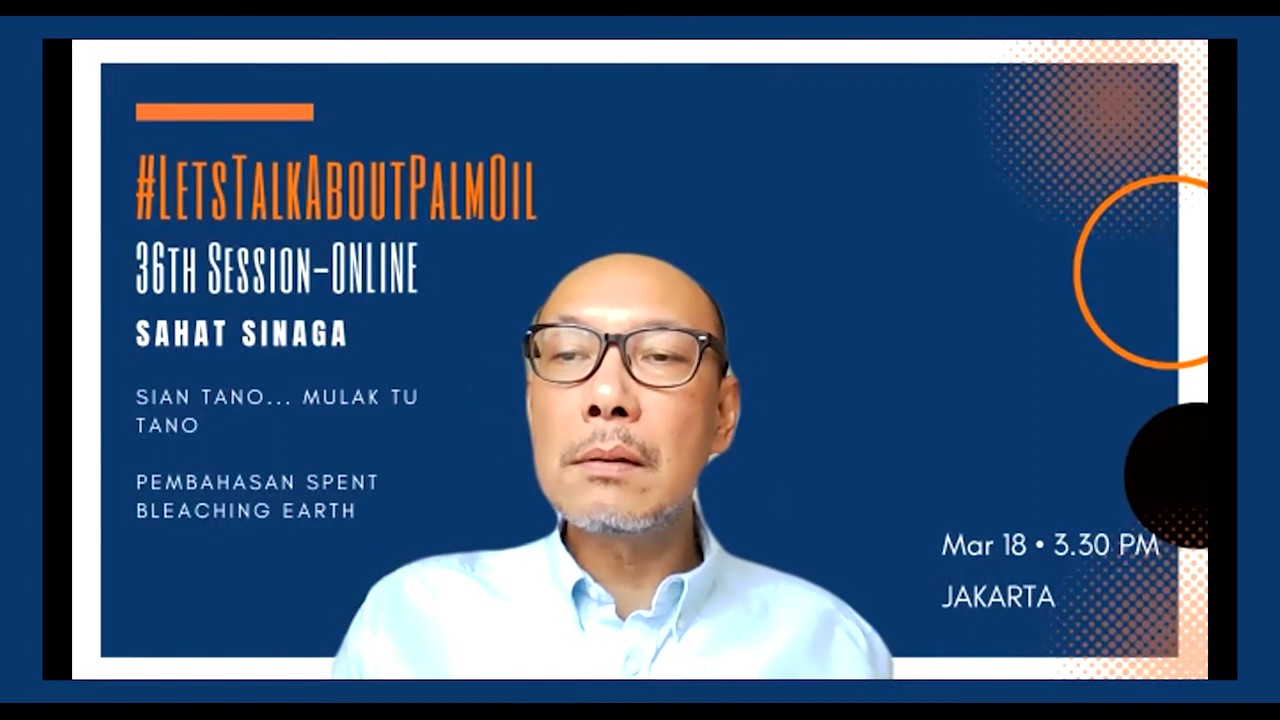 #LetsTalkAboutPalmOil
36th Session-ONLINE
SAHAT SINAGA
SIAN TANO... MULAK TU
TANO
PEMBAHASAN SPENT
BLEACHING EARTH
Mar 18 • 3.30 PM
JAKARTA